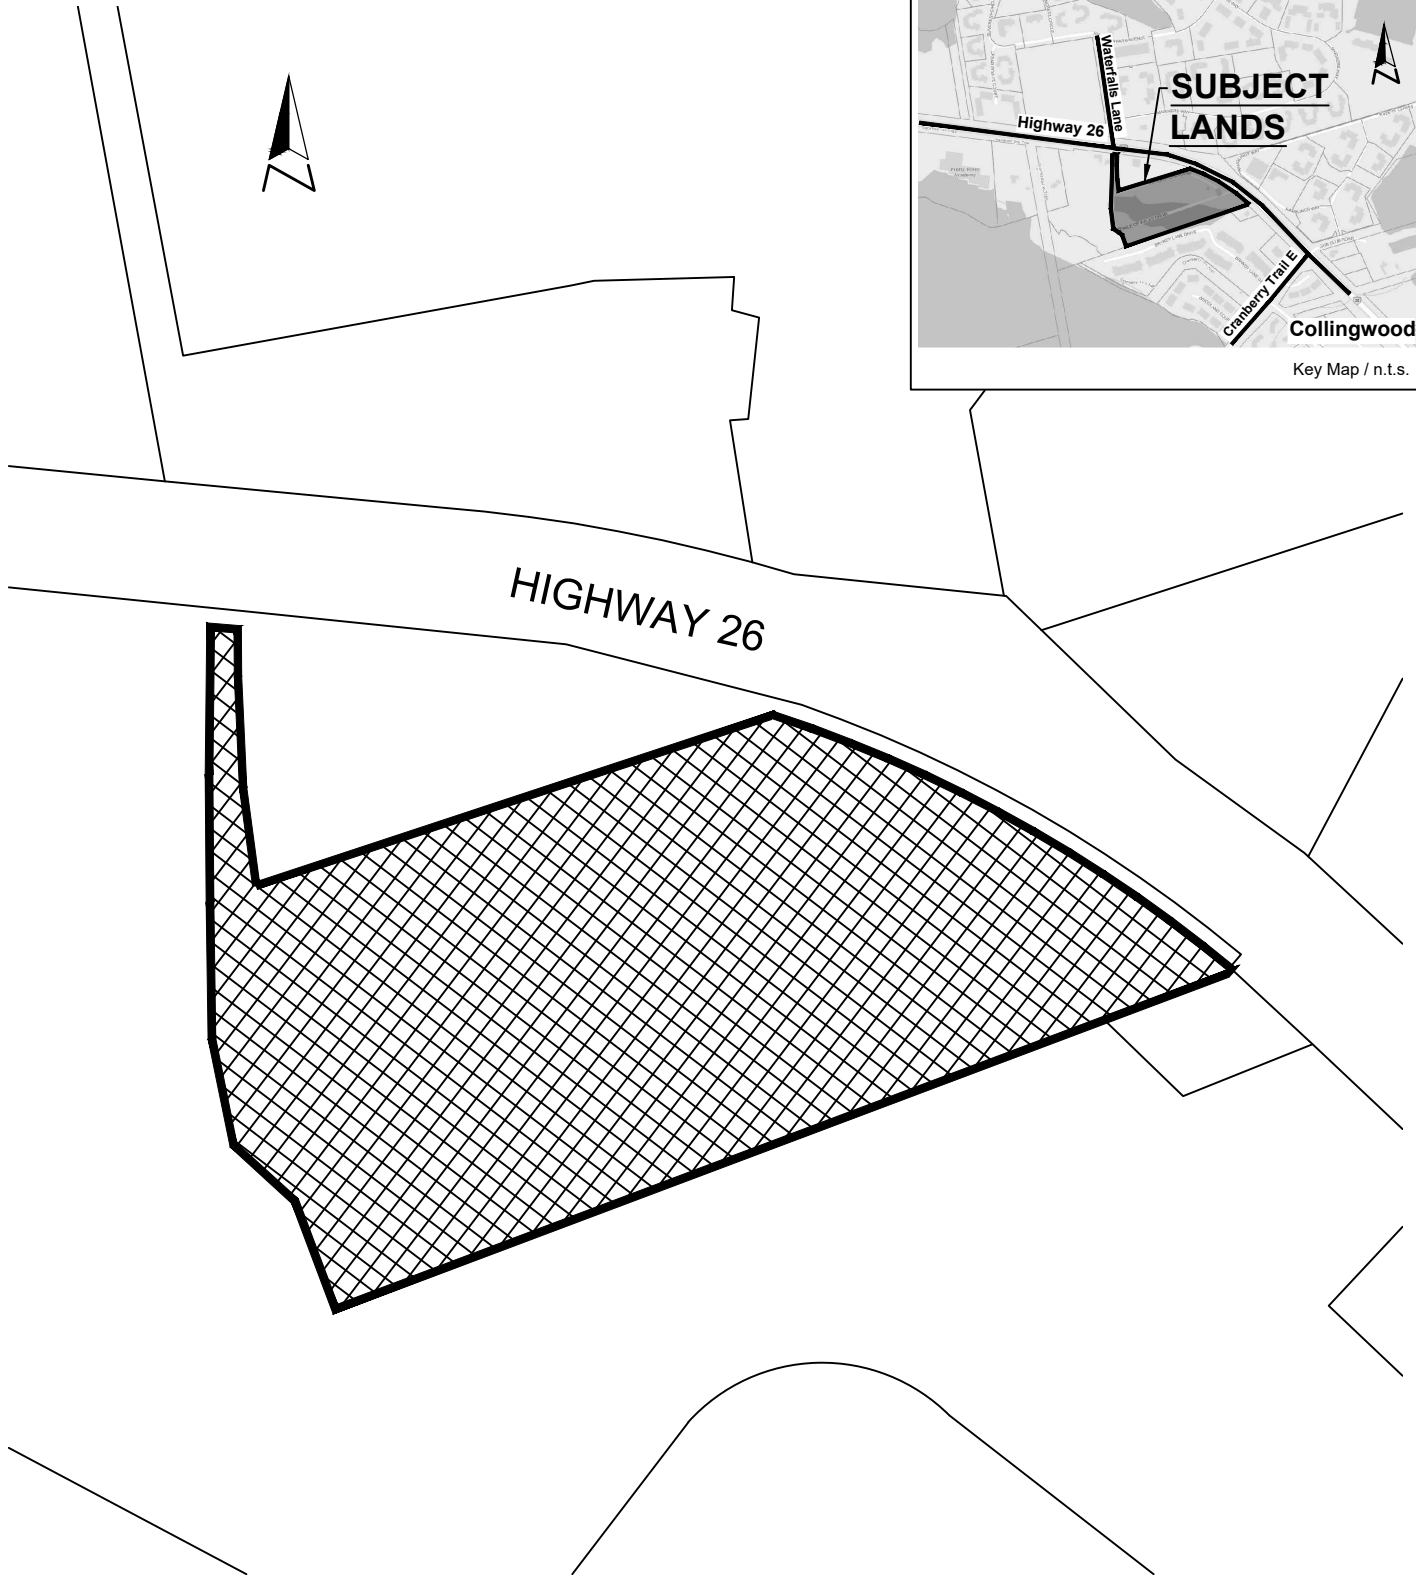 Waterfalls Lane
SUBJECT
LANDS
Highway 26
Cranberry Trail E
Collingwood
Key Map / n.t.s.
HIGHWAY 26